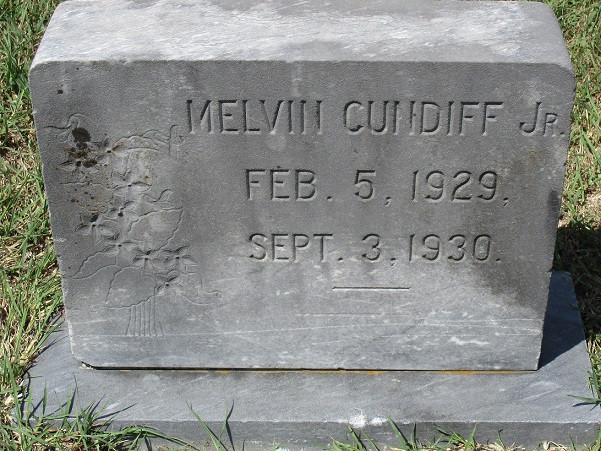 MELVIN CUNDIFF JR.
FEB. 5, 1929,
SEPT. 3, 1930.